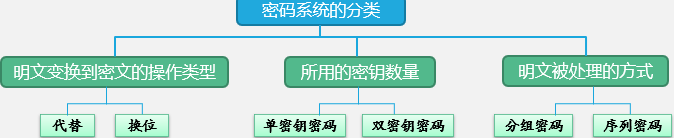 密码系统的分类
明文变换到密文的操作类型
所用的密钥数量
明文被处理的方式
代替
换位
单密钥密码
双密钥密码
分组密码
序列密码